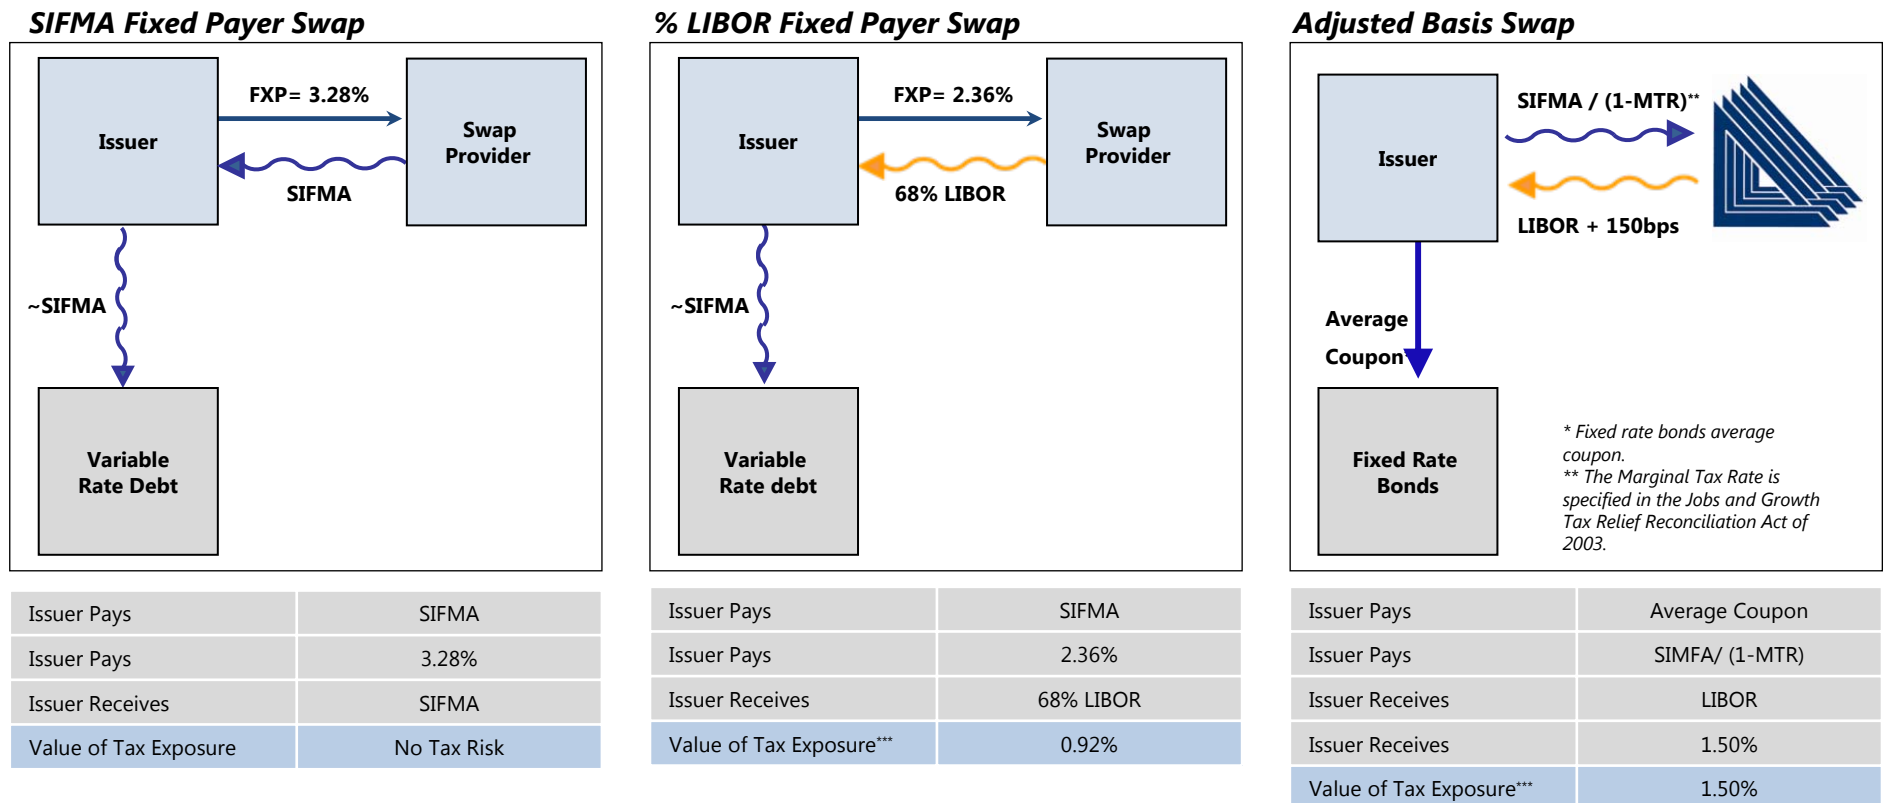 SIFMA Fixed Payer Swap
Issuer
FXP= 3.28%
Swap
Provider
SIFMA
~SIFMA
Variable
Rate Debt
Issuer Pays SIFMA
Issuer Pays 3.28%
Issuer Receives SIFMA
Value of Tax Exposure No Tax Risk
% LIBOR Fixed Payer Swap
Issuer
FXP= 2.36%
Swap
Provider
68% LIBOR
~SIFMA
Variable
Rate debt
Issuer Pays SIFMA
Issuer Pays 2.36%
Issuer Receives 68% LIBOR
Value of Tax Exposure*** 0.92%
Adjusted Basis Swap
Issuer
SIFMA / (1-MTR)**
LIBOR + 150bps
Average
Coupon*
Fixed Rate
Bonds
* Fixed rate bonds average
coupon.
** The Marginal Tax Rate is
specified in the Jobs and Growth
Tax Relief Reconciliation Act of
2003.
Issuer Pays Average Coupon
Issuer Pays SIMFA/ (1-MTR)
Issuer Receives LIBOR
Issuer Receives 1.50%
Value of Tax Exposure*** 1.50%